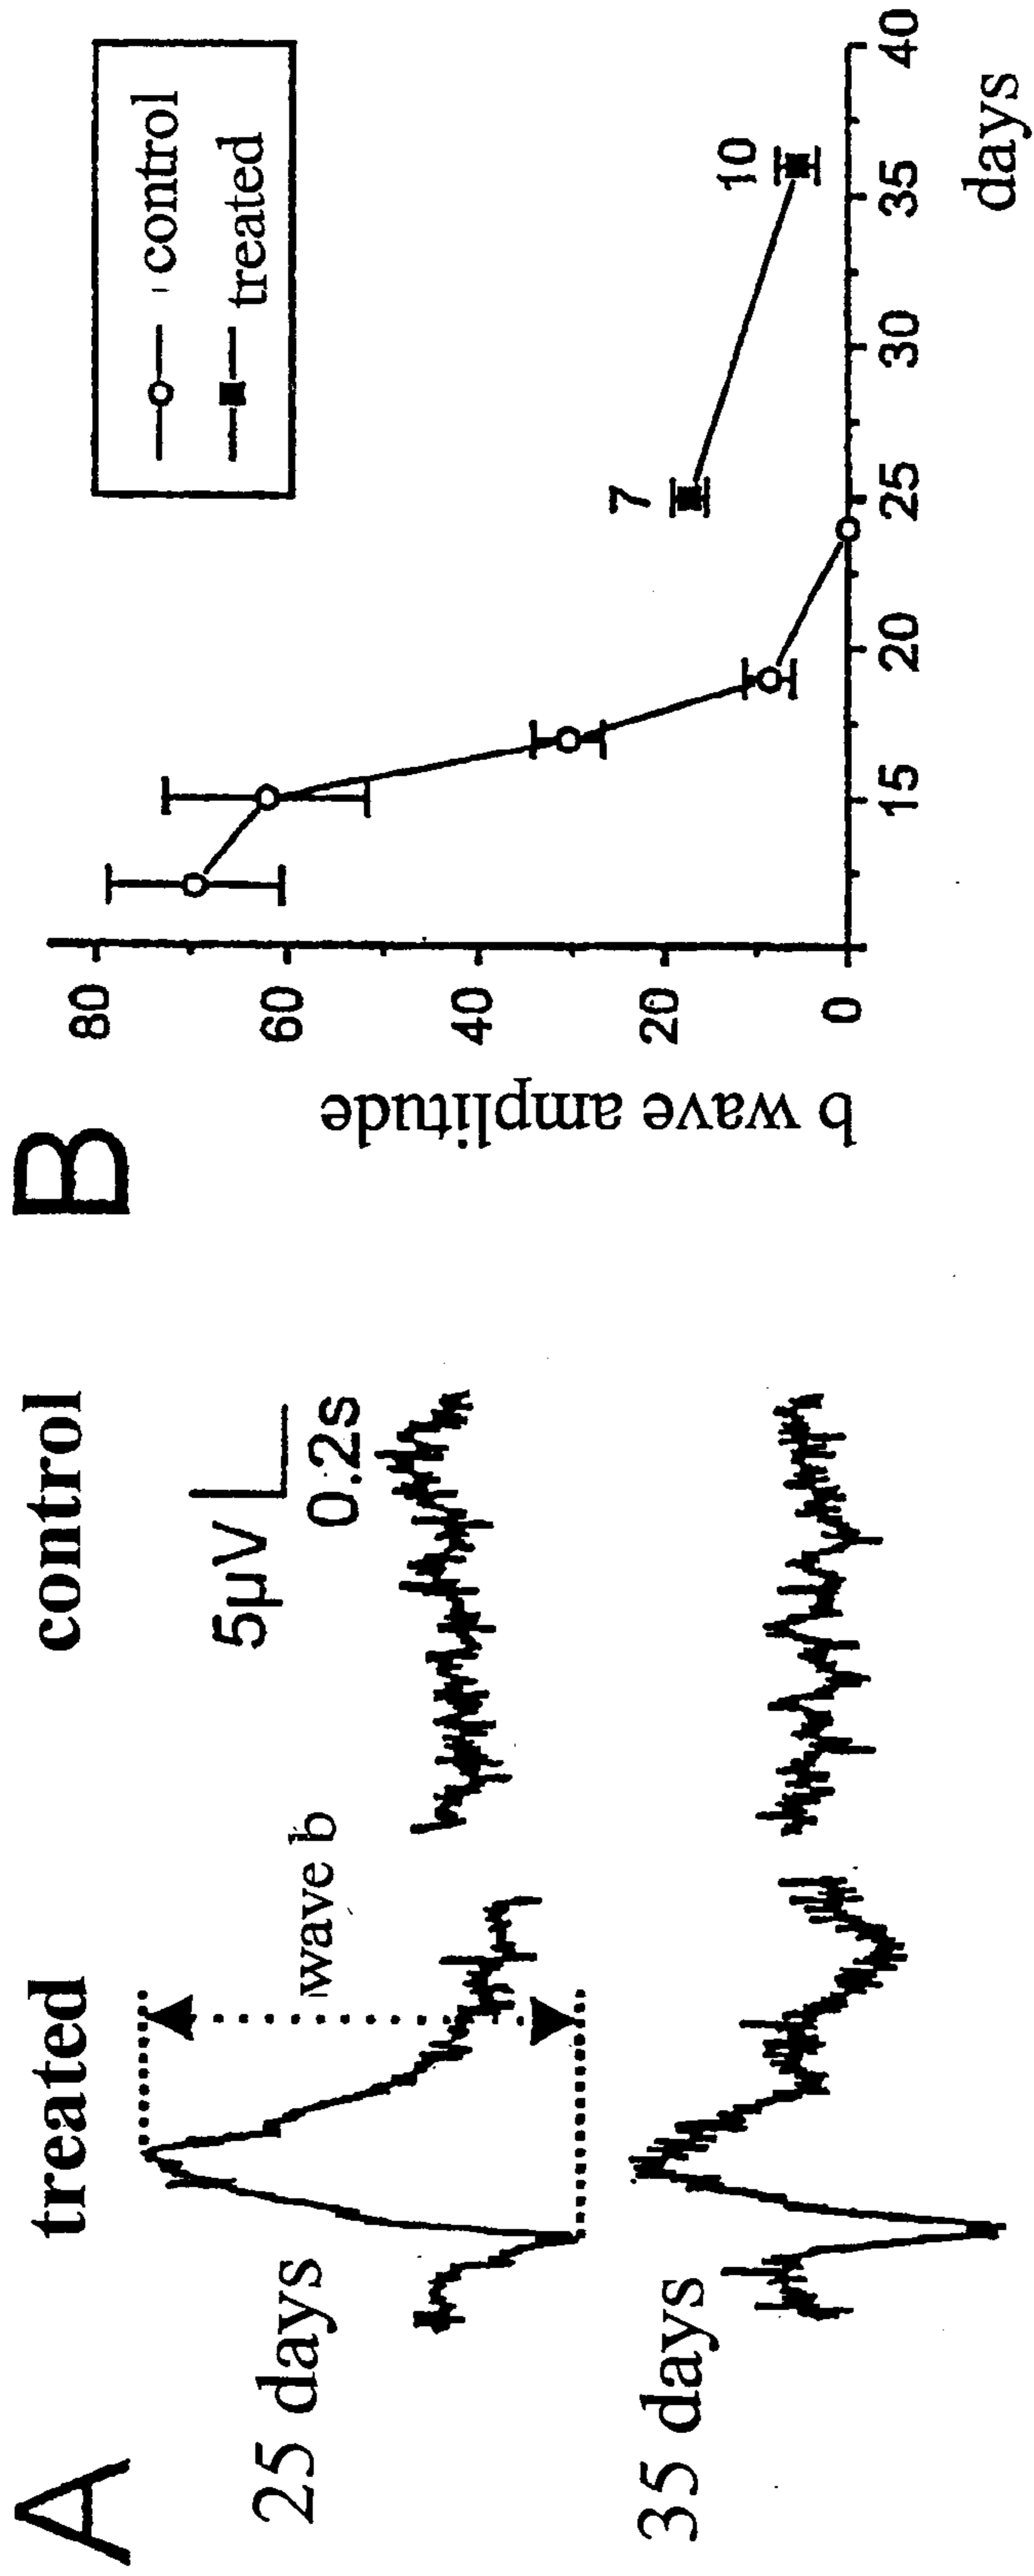 A
treated
control
25 days
wave b
5µV
0.2s
35 days
B
b wave amplitude
80
60
40
20
0
control
treated
7
10
15
20
25
30
35
40
days